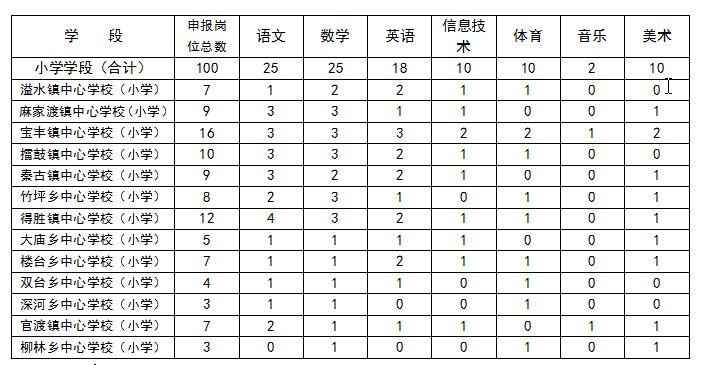 学 段 申报岗位总数 语文 数学 英语 信息技术 体育 音乐 美术
小学学段（合计） 100 25 25 18 10 10 2 10
溢水镇中心学校（小学） 7 1 2 2 1 1 0 0
麻家渡镇中心学校（小学） 9 3 3 1 1 0 0 1
宝丰镇中心学校（小学） 16 3 3 3 2 2 1 2
擂鼓镇中心学校（小学） 10 3 3 2 1 1 0 0
秦古镇中心学校（小学） 9 3 2 2 1 0 0 1
竹坪乡中心学校（小学） 8 2 3 1 0 1 0 1
得胜镇中心学校（小学） 12 4 3 2 1 1 0 1
大庙乡中心学校（小学） 5 1 1 1 1 0 0 1
楼台乡中心学校（小学） 7 1 1 2 1 1 0 1
双台乡中心学校（小学） 4 1 1 1 0 1 0 0
深河乡中心学校（小学） 3 1 1 0 0 1 0 0
官渡镇中心学校（小学） 7 2 1 1 1 0 1 1
柳林乡中心学校（小学） 3 0 1 0 0 1 0 1